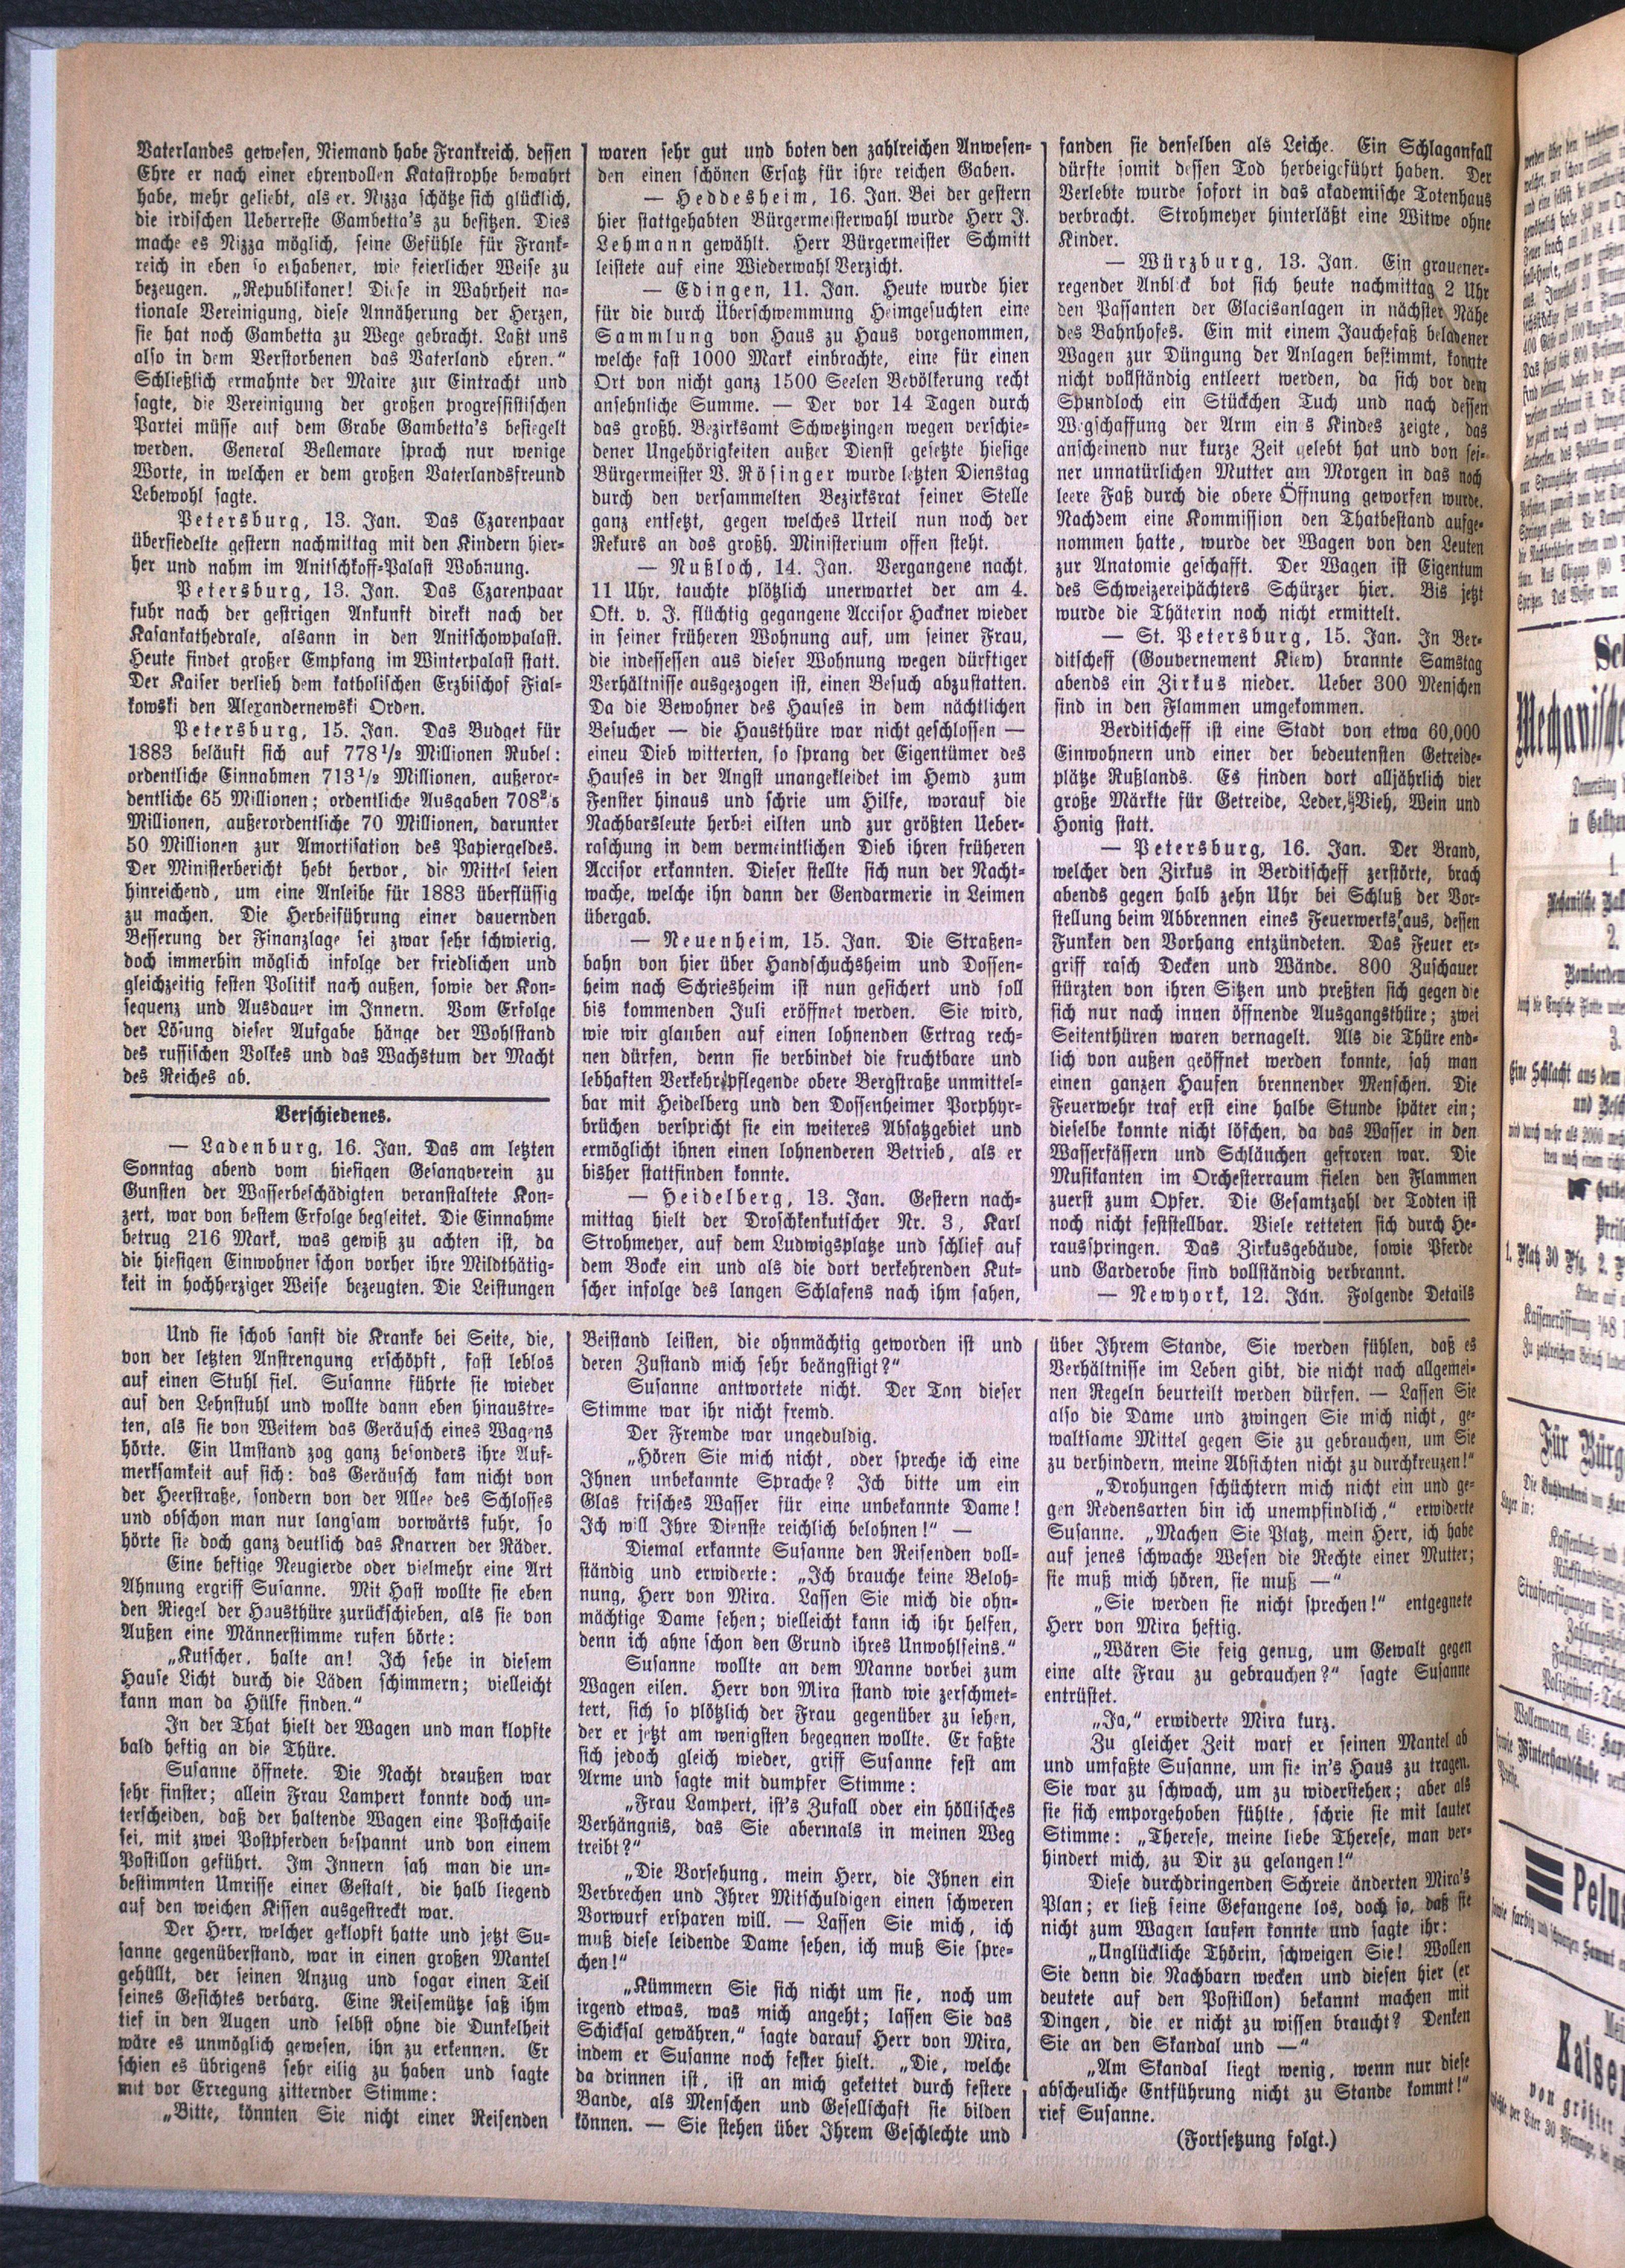 Vaterlandes gewesen, Niemand habe Frankreich, dessen
Ehre er nach einer ehrenvollen Katastrophe bewahrt
habe, mehr geliebt, als er. Nizza schätze sich glücklich,
die irdischen Ueberreste Gambetta's zu besitzen. Dies
mache es Nizza möglich, seine Gefühle für Frank-
reich in eben so erhabener, wie feierlicher Weise zu
bezeugen. „Republikaner! Diese in Wahrheit na-
tionale Vereinigung, diese Annäherung der Herzen,
sie hat noch Gambetta zu Wege gebracht. Laßt uns
also in dem Verstorbenen das Vaterland ehren.“
Schließlich ermahnte der Maire zur Eintracht und
sagte, die Vereinigung der großen progressistischen
Partei müsse auf dem Grabe Gambetta's besiegelt
werden. General Bellemare sprach nur wenige
Worte, in welchen er dem großen Vaterlandsfreund
Lebewohl sagte.
Petersburg, 13. Jan. Das Czarenpaar
übersiedelte gestern nachmittag mit den Kindern hier-
her und nahm im Anitschkoff-Palast Wohnung.
Petersburg, 13. Jan. Das Czarenpaar
fuhr nach der gestrigen Ankunft direkt nach der
Kasankathedrale, alsann in den Anitschowpalast.
Heute findet großer Empfang im Winterpalast statt.
Der Kaiser verlieh dem katholischen Erzbischof Fial-
kowski den Alexandernewski Orden.
Petersburg, 15. Jan. Das Budget für
1883 beläuft sich auf 778 1/2 Millionen Rubel:
ordentliche Einnahmen 713 1/2 Millionen, außeror-
dentliche 65 Millionen; ordentliche Ausgaben 708 2/5
Millionen, außerordentliche 70 Millionen, darunter
50 Millionen zur Amortisation des Papiergeldes.
Der Ministerbericht hebt hervor, die Mittel seien
hinreichend, um eine Anleihe für 1883 überflüssig
zu machen. Die Herbeiführung einer dauernden
Besserung der Finanzlage sei zwar sehr schwierig,
doch immerhin möglich infolge der friedlichen und
gleichzeitig festen Politik nach außen, sowie der Kon-
sequenz und Ausdauer im Innern. Vom Erfolge
der Lösung dieser Aufgabe hänge der Wohlstand
des russischen Volkes und das Wachstum der Macht
des Reiches ab.
Verschiedenes.
— Ladenburg, 16. Jan. Das am letzten
Sonntag abend vom hiesigen Gesangverein zu
Gunsten der Wasserbeschädigten veranstaltete Kon-
zert, war von bestem Erfolge begleitet. Die Einnahme
betrug 216 Mark, was gewiß zu achten ist, da
die hiesigen Einwohner schon vorher ihre Mildthätig-
keit in hochherziger Weise bezeugten. Die Leistungen
waren sehr gut und boten den zahlreichen Anwesen-
den einen schönen Ersatz für ihre reichen Gaben.
— Heddesheim, 16. Jan. Bei der gestern
hier stattgehabten Bürgermeisterwahl wurde Herr J.
Lehmann gewählt. Herr Bürgermeister Schmitt
leistete auf eine Wiederwahl Verzicht.
— Edingen, 11. Jan. Heute wurde hier
für die durch Überschwemmung Heimgesuchten eine
Sammlung von Haus zu Haus vorgenommen,
welche fast 1000 Mark einbrachte, eine für einen
Ort von nicht ganz 1500 Seelen Bevölkerung recht
ansehnliche Summe. — Der vor 14 Tagen durch
das großh. Bezirksamt Schwetzingen wegen verschie-
dener Ungehörigkeiten außer Dienst gesetzte hiesige
Bürgermeister V. Rösinger wurde letzten Dienstag
durch den versammelten Bezirksrat seiner Stelle
ganz entsetzt, gegen welches Urteil nun noch der
Rekurs an das großh. Ministerium offen steht.
— Nußloch, 14. Jan. Vergangene nacht,
11 Uhr, tauchte plötzlich unerwartet der am 4.
Okt. v. J. flüchtig gegangene Accisor Hackner wieder
in seiner früheren Wohnung auf, um seiner Frau,
die indessessen aus dieser Wohnung wegen dürftiger
Verhältnisse ausgezogen ist, einen Besuch abzustatten.
Da die Bewohner des Hauses in dem nächtlichen
Besucher — die Hausthüre war nicht geschlossen —
eineu Dieb witterten, so sprang der Eigentümer des
Hauses in der Angst unangekleidet im Hemd zum
Fenster hinaus und schrie um Hilfe, worauf die
Nachbarsleute herbei eilten und zur größten Ueber-
raschung in dem vermeintlichen Dieb ihren früheren
Accisor erkannten. Dieser stellte sich nun der Nacht-
wache, welche ihn dann der Gendarmerie in Leimen
übergab.
— Neuenheim, 15. Jan. Die Straßen-
bahn von hier über Handschuchsheim und Dossen-
heim nach Schriesheim ist nun gesichert und soll
bis kommenden Juli eröffnet werden. Sie wird,
wie wir glauben auf einen lohnenden Ertrag rech-
nen dürfen, denn sie verbindet die fruchtbare und
lebhaften Verkehr pflegende obere Bergstraße unmittel-
bar mit Heidelberg und den Dossenheimer Porphyr-
brüchen verspricht sie ein weiteres Absatzgebiet und
ermöglicht ihnen einen lohnenderen Betrieb, als er
bisher stattfinden konnte.
— Heidelberg, 13. Jan. Gestern nach-
mittag hielt der Droschkenkutscher Nr. 3, Karl
Strohmeyer, auf dem Ludwigsplatze und schlief auf
dem Bocke ein und als die dort verkehrenden Kut-
scher infolge des langen Schlafens nach ihm sahen,
fanden sie denselben als Leiche. Ein Schlaganfall
dürfte somit dessen Tod herbeigeführt haben. Der
Verlebte wurde sofort in das akademische Totenhaus
verbracht. Strohmeyer hinterläßt eine Witwe ohne
Kinder.
— Würzburg, 13. Jan. Ein grauener-
regender Anblick bot sich heute nachmittag 2 Uhr
den Passanten der Glacisanlagen in nächster Nähe
des Bahnhofes. Ein mit einem Jauchefaß beladener
Wagen zur Düngung der Anlagen bestimmt, konnte
nicht vollständig entleert werden, da sich vor dem
Spundloch ein Stückchen Tuch und nach dessen
Wegschaffung der Arm eines Kindes zeigte, das
anscheinend nur kurze Zeit gelebt hat und von sei-
ner unnatürlichen Mutter am Morgen in das noch
leere Faß durch die obere Öffnung geworfen wurde.
Nachdem eine Kommission den Thatbestand aufge-
nommen hatte, wurde der Wagen von den Leuten
zur Anatomie geschafft. Der Wagen ist Eigentum
des Schweizereipächters Schürzer hier. Bis jetzt
wurde die Thäterin noch nicht ermittelt.
— St. Petersburg, 15. Jan. In Ber-
ditscheff (Gouvernement Kiew) brannte Samstag
abends ein Zirkus nieder. Ueber 300 Menschen
sind in den Flammen umgekommen.
Berditscheff ist eine Stadt von etwa 60,000
Einwohnern und einer der bedeutensten Getreide-
plätze Rußlands. Es finden dort alljährlich vier
große Märkte für Getreide, Leder, Vieh, Wein und
Honig statt.
— Petersburg, 16. Jan. Der Brand,
welcher den Zirkus in Berditscheff zerstörte, brach
abends gegen halb zehn Uhr bei Schluß der Vor-
stellung beim Abbrennen eines Feuerwerks aus, dessen
Funken den Vorhang entzündeten. Das Feuer er-
griff rasch Decken und Wände. 800 Zuschauer
stürzten von ihren Sitzen und preßten sich gegen die
sich nur nach innen öffnende Ausgangsthüre; zwei
Seitenthüren waren vernagelt. Als die Thüre end-
lich von außen geöffnet werden konnte, sah man
einen ganzen Haufen brennender Menschen. Die
Feuerwehr traf erst eine halbe Stunde später ein;
dieselbe konnte nicht löschen, da das Wasser in den
Wasserfässern und Schläuchen gefroren war. Die
Musikanten im Orchesterraum fielen den Flammen
zuerst zum Opfer. Die Gesamtzahl der Todten ist
noch nicht feststellbar. Viele retteten sich durch He-
rausspringen. Das Zirkusgebäude, sowie Pferde
und Garderobe sind vollständig verbrannt.
— Newyork, 12. Jan. Folgende Details
Und sie schob sanft die Kranke bei Seite, die,
von der letzten Anstrengung erschöpft, fast leblos
auf einen Stuhl fiel. Susanne führte sie wieder
auf den Lehnstuhl und wollte dann eben hinaustre-
ten, als sie von Weitem das Geräusch eines Wagens
hörte. Ein Umstand zog ganz besonders ihre Auf-
merksamkeit auf sich: das Geräusch kam nicht von
der Heerstraße, sondern von der Allee des Schlosses
und obschon man nur langsam vorwärts fuhr, so
hörte sie doch ganz deutlich das Knarren der Räder.
Eine heftige Neugierde oder vielmehr eine Art
Ahnung ergriff Susanne. Mit Hast wollte sie eben
den Riegel der Hausthüre zurückschieben, als sie von
Außen eine Männerstimme rufen hörte:
„Kutscher, halte an! Ich sehe in diesem
Hause Licht durch die Läden schimmern; vielleicht
kann man da Hülfe finden.“
In der That hielt der Wagen und man klopfte
bald heftig an die Thüre.
Susanne öffnete. Die Nacht draußen war
sehr finster; allein Frau Lampert konnte doch un-
terscheiden, daß der haltende Wagen eine Postchaise
sei, mit zwei Postpferden bespannt und von einem
Postillon geführt. Im Innern sah man die un-
bestimmten Umrisse einer Gestalt, die halb liegend
auf den weichen Kissen ausgestreckt war.
Der Herr, welcher geklopft hatte und jetzt Su-
sanne gegenüberstand, war in einen großen Mantel
gehüllt, der seinen Anzug und sogar einen Teil
seines Gesichtes verbarg. Eine Reisemütze saß ihm
tief in den Augen und selbst ohne die Dunkelheit
wäre es unmöglich gewesen, ihn zu erkennen. Er
schien es übrigens sehr eilig zu haben und sagte
mit vor Erregung zitternder Stimme:
„Bitte, könnten Sie nicht einer Reisenden
Beistand leisten, die ohnmächtig geworden ist und
deren Zustand mich sehr beängstigt?“
Susanne antwortete nicht. Der Ton dieser
Stimme war ihr nicht fremd.
Der Fremde war ungeduldig.
„Hören Sie mich nicht, oder spreche ich eine
Ihnen unbekannte Sprache? Ich bitte um ein
Glas frisches Wasser für eine unbekannte Dame!
Ich will Ihre Dienste reichlich belohnen!“ —
Diemal erkannte Susanne den Reisenden voll-
ständig und erwiderte: „Ich brauche keine Beloh-
nung, Herr von Mira. Lassen Sie mich die ohn-
mächtige Dame sehen; vielleicht kann ich ihr helfen,
denn ich ahne schon den Grund ihres Unwohlseins.“
Susanne wollte an dem Manne vorbei zum
Wagen eilen. Herr von Mira stand wie zerschmet-
tert, sich so plötzlich der Frau gegenüber zu sehen,
der er jetzt am wenigsten begegnen wollte. Er faßte
sich jedoch gleich wieder, griff Susanne fest am
Arme und sagte mit dumpfer Stimme:
„Frau Lampert, ist's Zufall oder ein höllisches
Verhängnis, das Sie abermals in meinen Weg
treibt?“
„Die Vorsehung, mein Herr, die Ihnen ein
Verbrechen und Ihrer Mitschuldigen einen schweren
Vorwurf ersparen will. — Lassen Sie mich, ich
muß diese leidende Dame sehen, ich muß Sie spre-
chen!“
„Kümmern Sie sich nicht um sie, noch um
irgend etwas, was mich angeht; lassen Sie das
Schicksal gewähren,“ sagte darauf Herr von Mira,
indem er Susanne noch fester hielt. „Die, welche
da drinnen ist, ist an mich gekettet durch festere
Bande, als Menschen und Gesellschaft sie bilden
können. — Sie stehen über Ihrem Geschlechte und
über Ihrem Stande, Sie werden fühlen, daß es
Verhältnisse im Leben gibt, die nicht nach allgemei-
nen Regeln beurteilt werden dürfen. — Lassen Sie
also die Dame und zwingen Sie mich nicht, ge-
waltsame Mittel gegen Sie zu gebrauchen, um Sie
zu verhindern, meine Absichten nicht zu durchkreuzen!“
„Drohungen schüchtern mich nicht ein und ge-
gen Redensarten bin ich unempfindlich,“ erwiderte
Susanne. „Machen Sie Platz, mein Herr, ich habe
auf jenes schwache Wesen die Rechte einer Mutter;
sie muß mich hören, sie muß —“
„Sie werden sie nicht sprechen!“ entgegnete
Herr von Mira heftig.
„Wären Sie feig genug, um Gewalt gegen
eine alte Frau zu gebrauchen?“ sagte Susanne
entrüstet.
„Ja,“ erwiderte Mira kurz.
Zu gleicher Zeit warf er seinen Mantel ab
und umfaßte Susanne, um sie in's Haus zu tragen.
Sie war zu schwach, um zu widerstehen; aber als
sie sich emporgehoben fühlte, schrie sie mit lauter
Stimme: „Therese, meine liebe Therese, man ver-
hindert mich, zu Dir zu gelangen!“
Diese durchdringenden Schreie änderten Mira's
Plan; er ließ seine Gefangene los, doch so, daß sie
nicht zum Wagen laufen konnte und sagte ihr:
„Unglückliche Thörin, schweigen Sie! Wollen
Sie denn die Nachbarn wecken und diesen hier (er
deutete auf den Postillon) bekannt machen mit
Dingen, die er nicht zu wissen braucht? Denken
Sie an den Skandal und —“
„Am Skandal liegt wenig, wenn nur diese
abscheuliche Entführung nicht zu Stande kommt!“
rief Susanne.
(Fortsetzung folgt.)